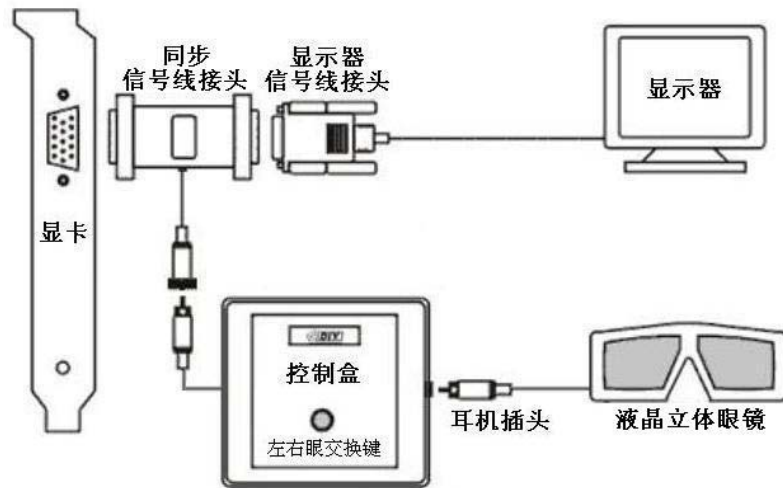 同步
信号线接头
显示器
信号线接头
显示器
显卡
控制盒
左右眼交换键
耳机插头
液晶立体眼镜